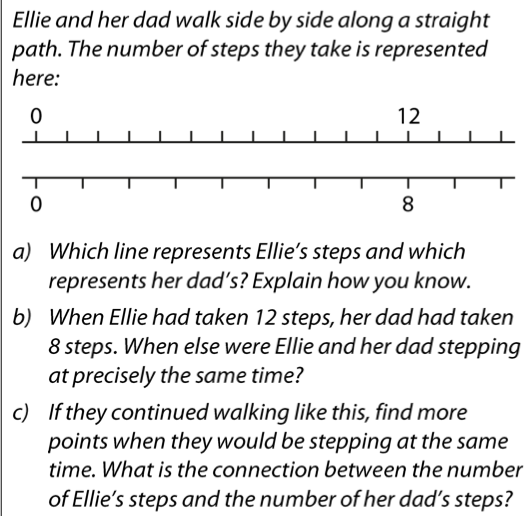 Ellie and her dad walk side by side along a straight
path. The number of steps they take is represented
here:
0 12
0 8
a) Which line represents Ellie's steps and which
represents her dad's? Explain how you know.
b) When Ellie had taken 12 steps, her dad had taken
8 steps. When else were Ellie and her dad stepping
at precisely the same time?
c) If they continued walking like this, find more
points when they would be stepping at the same
time. What is the connection between the number
of Ellie's steps and the number of her dad's steps?